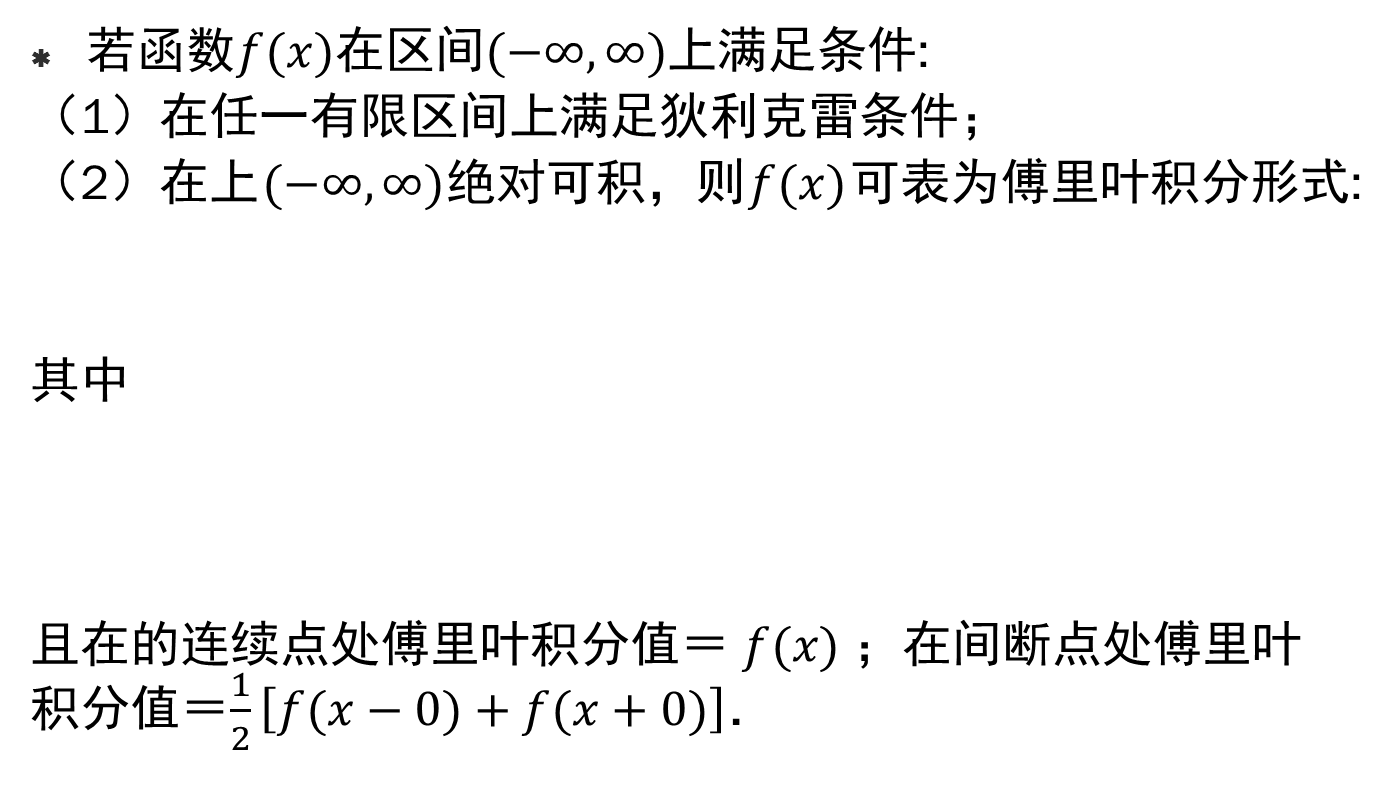 * 若函数f(x)在区间(−∞,∞)上满足条件:
（1）在任一有限区间上满足狄利克雷条件；
（2）在上(−∞,∞)绝对可积，则f(x)可表为傅里叶积分形式:
其中
且在的连续点处傅里叶积分值＝ f(x) ；在间断点处傅里叶
积分值＝1/2[f(x − 0) + f(x + 0)].